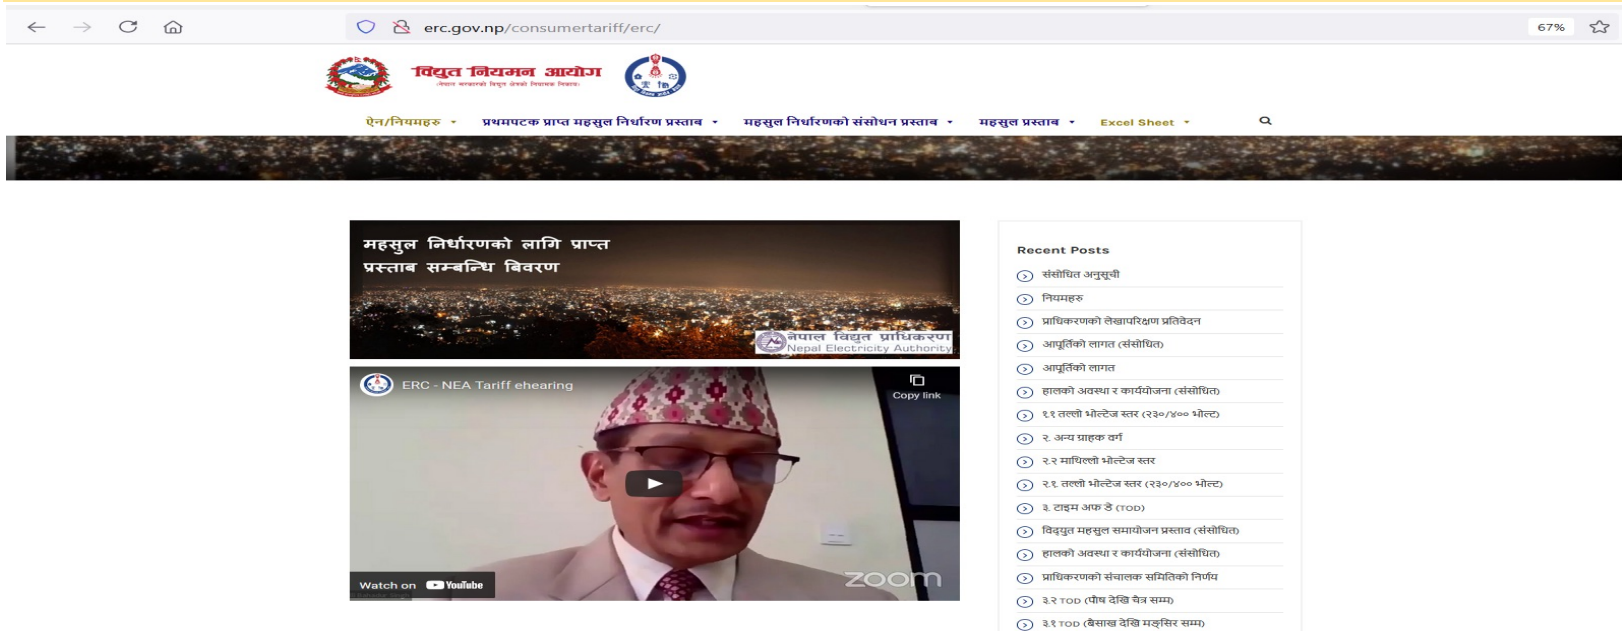 erc.gov.np/consumertariff/erc/
67%
विद्युत नियमन आयोग
ऐन/नियमहरु
प्रथमपटक प्राप्त महसुल निर्धारण प्रस्ताब
महसुल निर्धारणको संसोधन प्रस्ताब
महसुल प्रस्ताब
Excel Sheet
महसुल निर्धारणको लागि प्राप्त
प्रस्ताब सम्बन्धि बिवरण
नेपाल विद्युत प्राधिकरण
Nepal Electricity Authority
ERC - NEA Tariff ehearing
Copy link
Watch on YouTube
zoom
Recent Posts
संसोधित अनुसूची
नियमहरु
प्राधिकरणको लेखापरिक्षण प्रतिवेदन
आपूर्तिको लागत (संसोधित)
आपूर्तिको लागत
हालको अवस्था र कार्ययोजना (संसोधित)
१.१ तल्लो भोल्टेज स्तर (२३०/४०० भोल्ट)
२. अन्य ग्राहक वर्ग
२.२ माथिल्लो भोल्टेज स्तर
२.१. तल्लो भोल्टेज स्तर (२३०/४०० भोल्ट)
३. टाइम अफ डे (TOD)
विद्युत महसुल समायोजन प्रस्ताव (संसोधित)
हालको अवस्था र कार्ययोजना (संसोधित)
प्राधिकरणको संचालक समितिको निर्णय
३.२ TOD (पौष देखि चैत्र सम्म)
३.१ TOD (बैसाख देखि मङ्सिर सम्म)